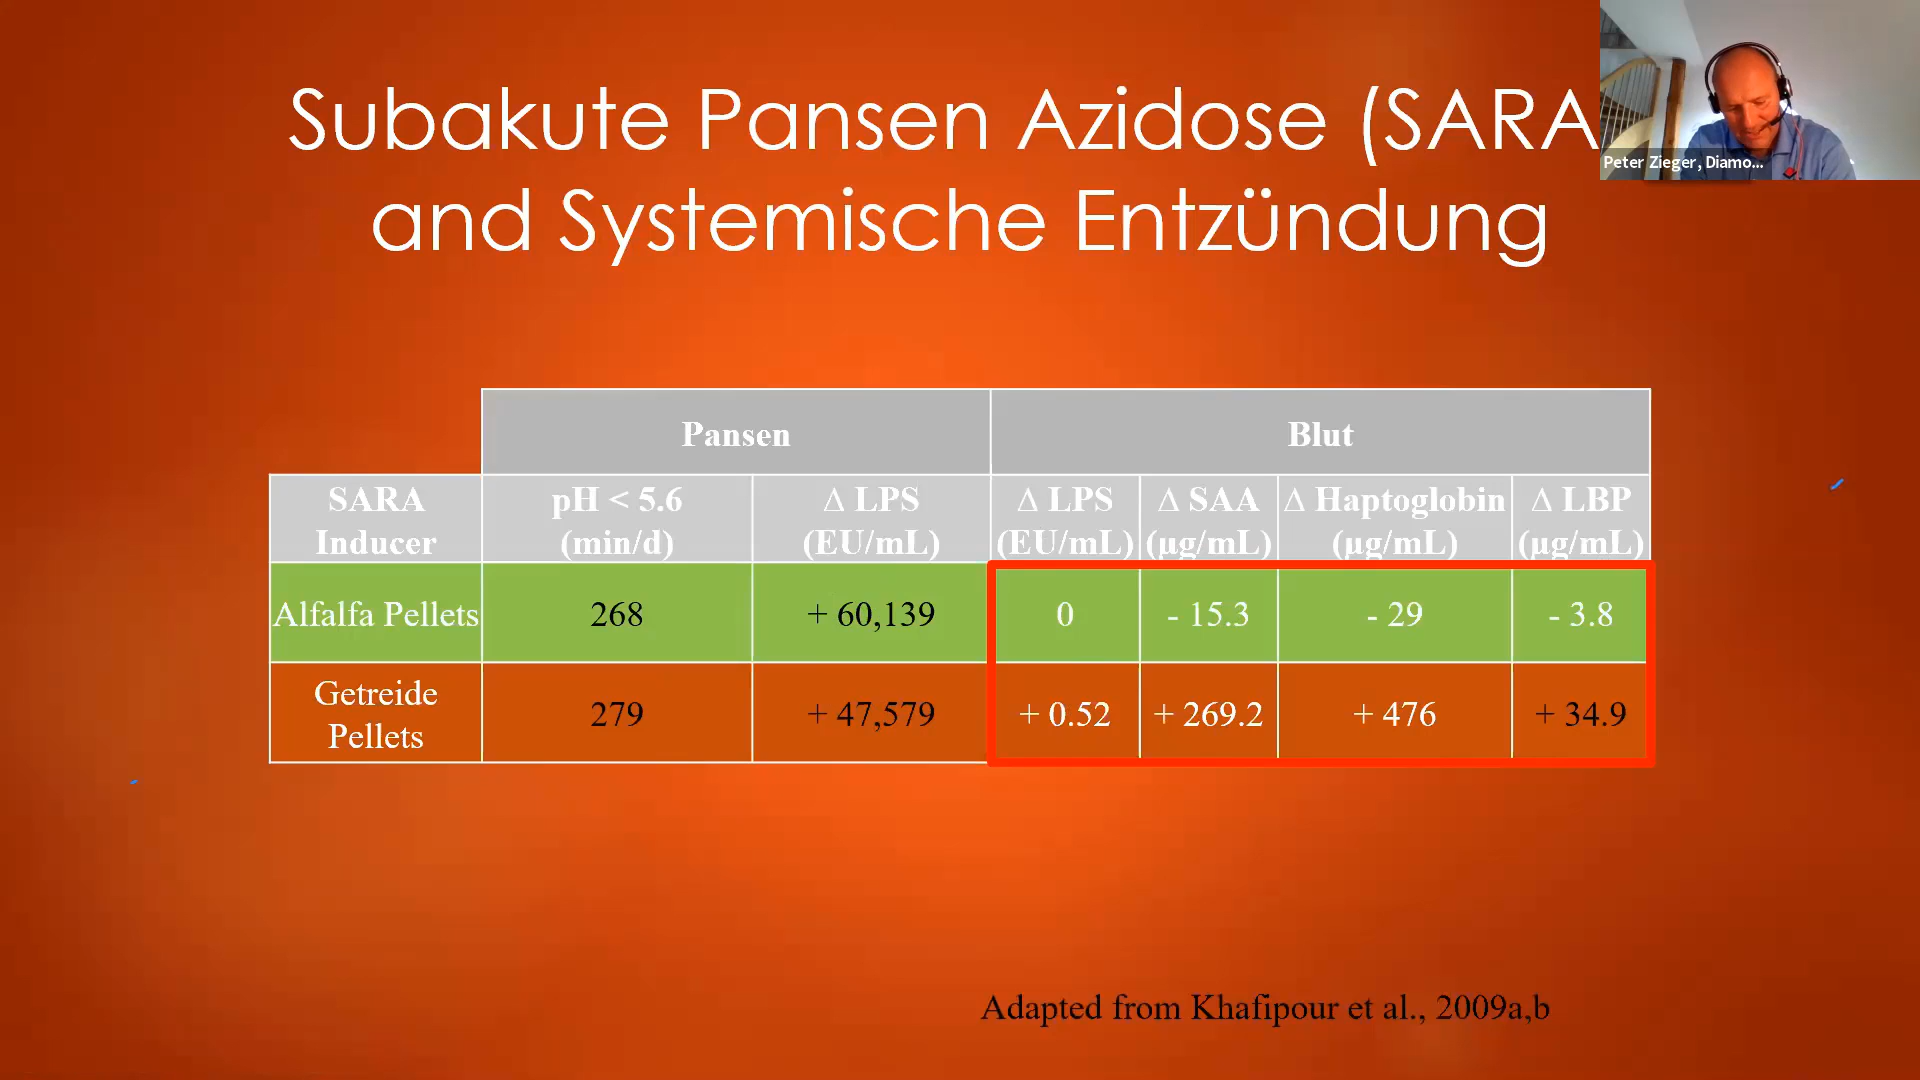 Subakute Pansen Azidose (SARA
and Systemische Entzündung
Peter Zieger, Diamo...
Pansen Blut
SARA Inducer pH < 5.6 (min/d) Δ LPS (EU/mL) Δ LPS (EU/mL) Δ SAA (µg/mL) Δ Haptoglobin (µg/mL) Δ LBP (µg/mL)
Alfalfa Pellets 268 + 60,139 0 - 15.3 - 29 - 3.8
Getreide Pellets 279 + 47,579 + 0.52 + 269.2 + 476 + 34.9
Adapted from Khafipour et al., 2009a,b